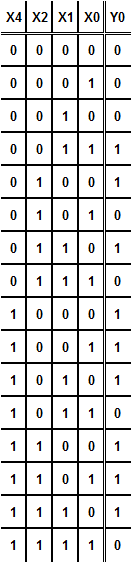 X4 X2 X1 X0 Y0
0 0 0 0 0
0 0 0 1 0
0 0 1 0 0
0 0 1 1 1
0 1 0 0 1
0 1 0 1 0
0 1 1 0 1
0 1 1 1 0
1 0 0 0 1
1 0 0 1 1
1 0 1 0 1
1 0 1 1 0
1 1 0 0 1
1 1 0 1 1
1 1 1 0 1
1 1 1 1 0